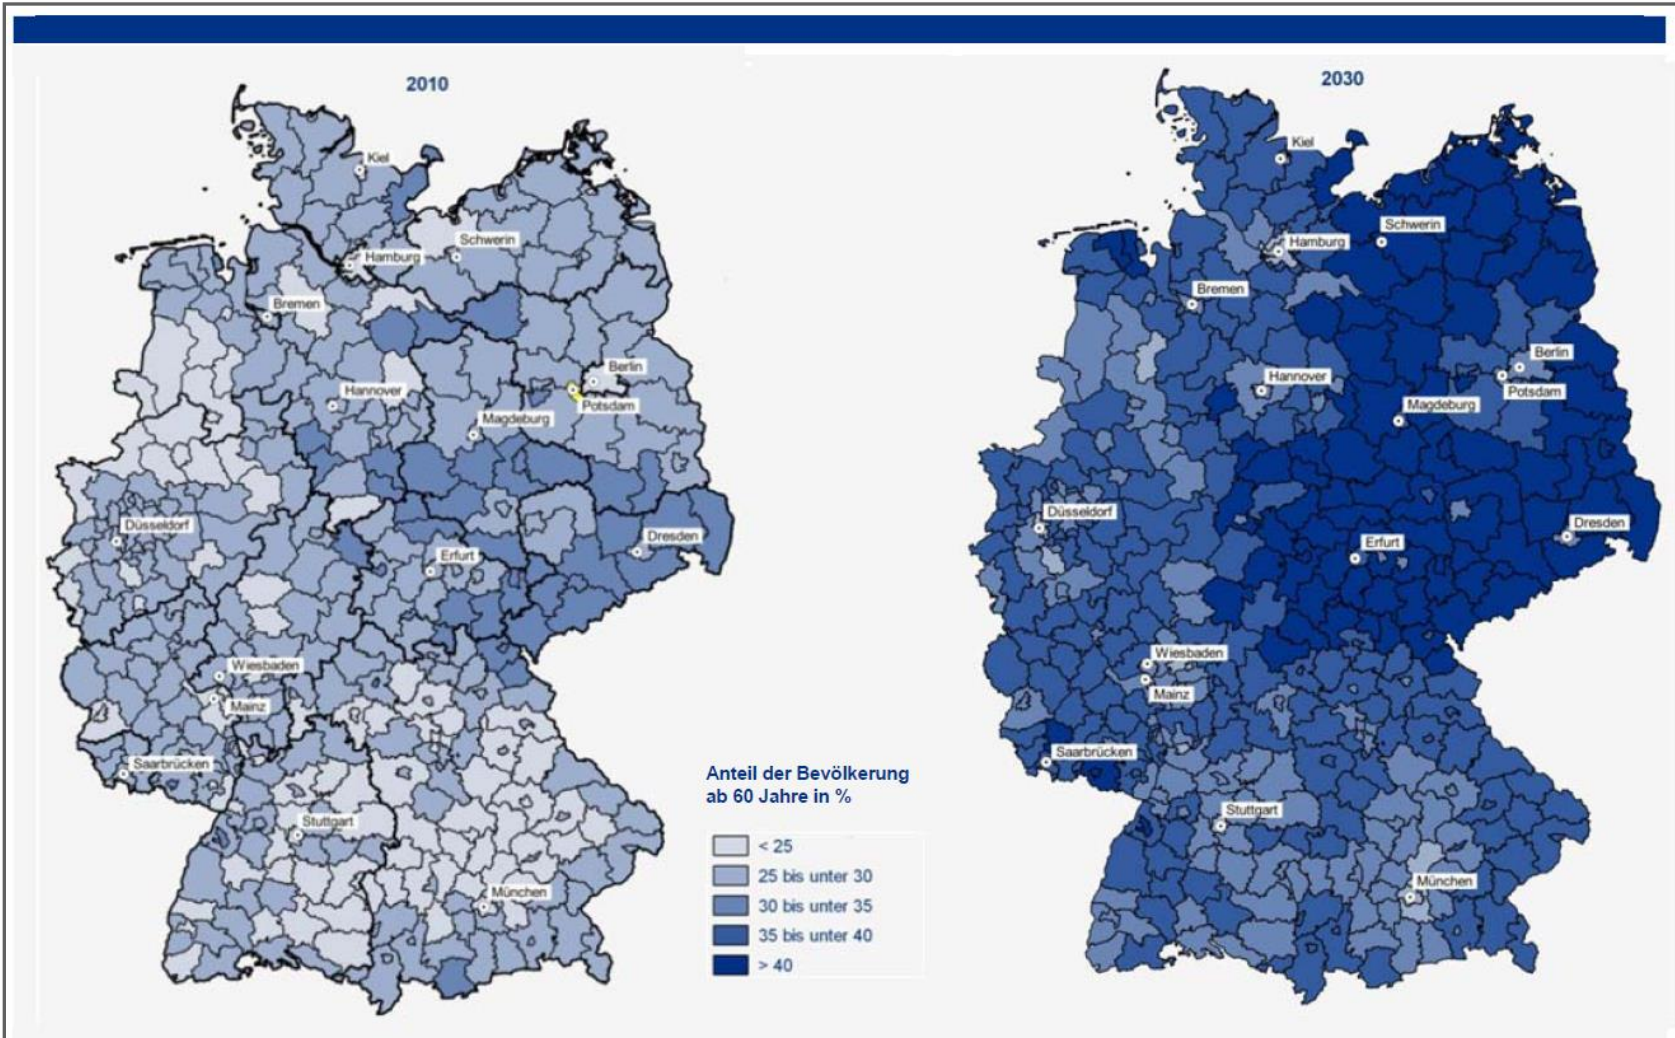 2010
Kiel
Schwerin
Hamburg
Bremen
Berlin
Hannover
Potsdam
Magdeburg
Düsseldorf
Dresden
Erfurt
Wiesbaden
Mainz
Saarbrücken
Stuttgart
München
Anteil der Bevölkerung
ab 60 Jahre in %
< 25
25 bis unter 30
30 bis unter 35
35 bis unter 40
> 40
2030
Kiel
Schwerin
Hamburg
Bremen
Berlin
Hannover
Potsdam
Magdeburg
Düsseldorf
Dresden
Erfurt
Wiesbaden
Mainz
Saarbrücken
Stuttgart
München